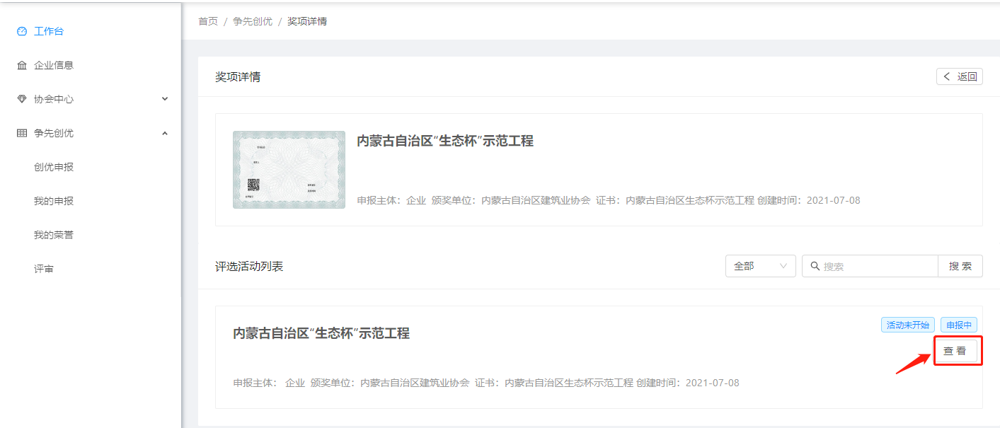 首页 / 争先创优 / 奖项详情
工作台
企业信息
协会中心
争先创优
创优申报
我的申报
我的荣誉
评审
奖项详情
返回
内蒙古自治区“生态杯”示范工程
申报主体：企业 颁奖单位：内蒙古自治区建筑业协会 证书：内蒙古自治区生态杯示范工程 创建时间：2021-07-08
评选活动列表
全部
搜索
搜 索
内蒙古自治区“生态杯”示范工程
活动未开始
申报中
查 看
申报主体： 企业 颁奖单位：内蒙古自治区建筑业协会 证书：内蒙古自治区生态杯示范工程 创建时间：2021-07-08